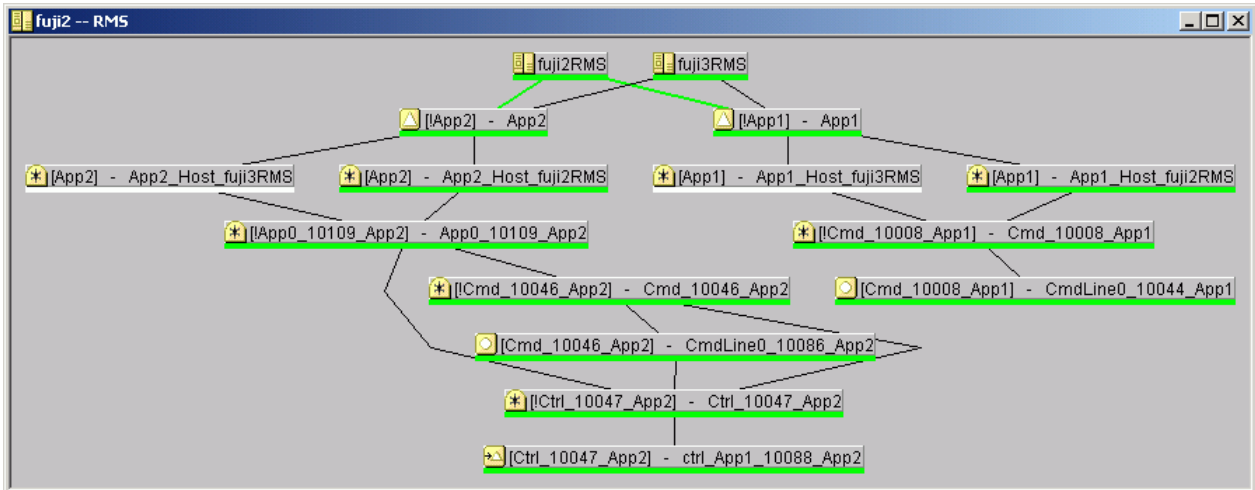 fuji2 -- RMS
fuji2RMS
fuji3RMS
[!App2] - App2
[!App1] - App1
[App2] - App2_Host_fuji3RMS
[App2] - App2_Host_fuji2RMS
[App1] - App1_Host_fuji3RMS
[App1] - App1_Host_fuji2RMS
[!App0_10109_App2] - App0_10109_App2
[!Cmd_10008_App1] - Cmd_10008_App1
[!Cmd_10046_App2] - Cmd_10046_App2
[Cmd_10008_App1] - CmdLine0_10044_App1
[Cmd_10046_App2] - CmdLine0_10086_App2
[!Ctrl_10047_App2] - Ctrl_10047_App2
[Ctrl_10047_App2] - ctrl_App1_10088_App2